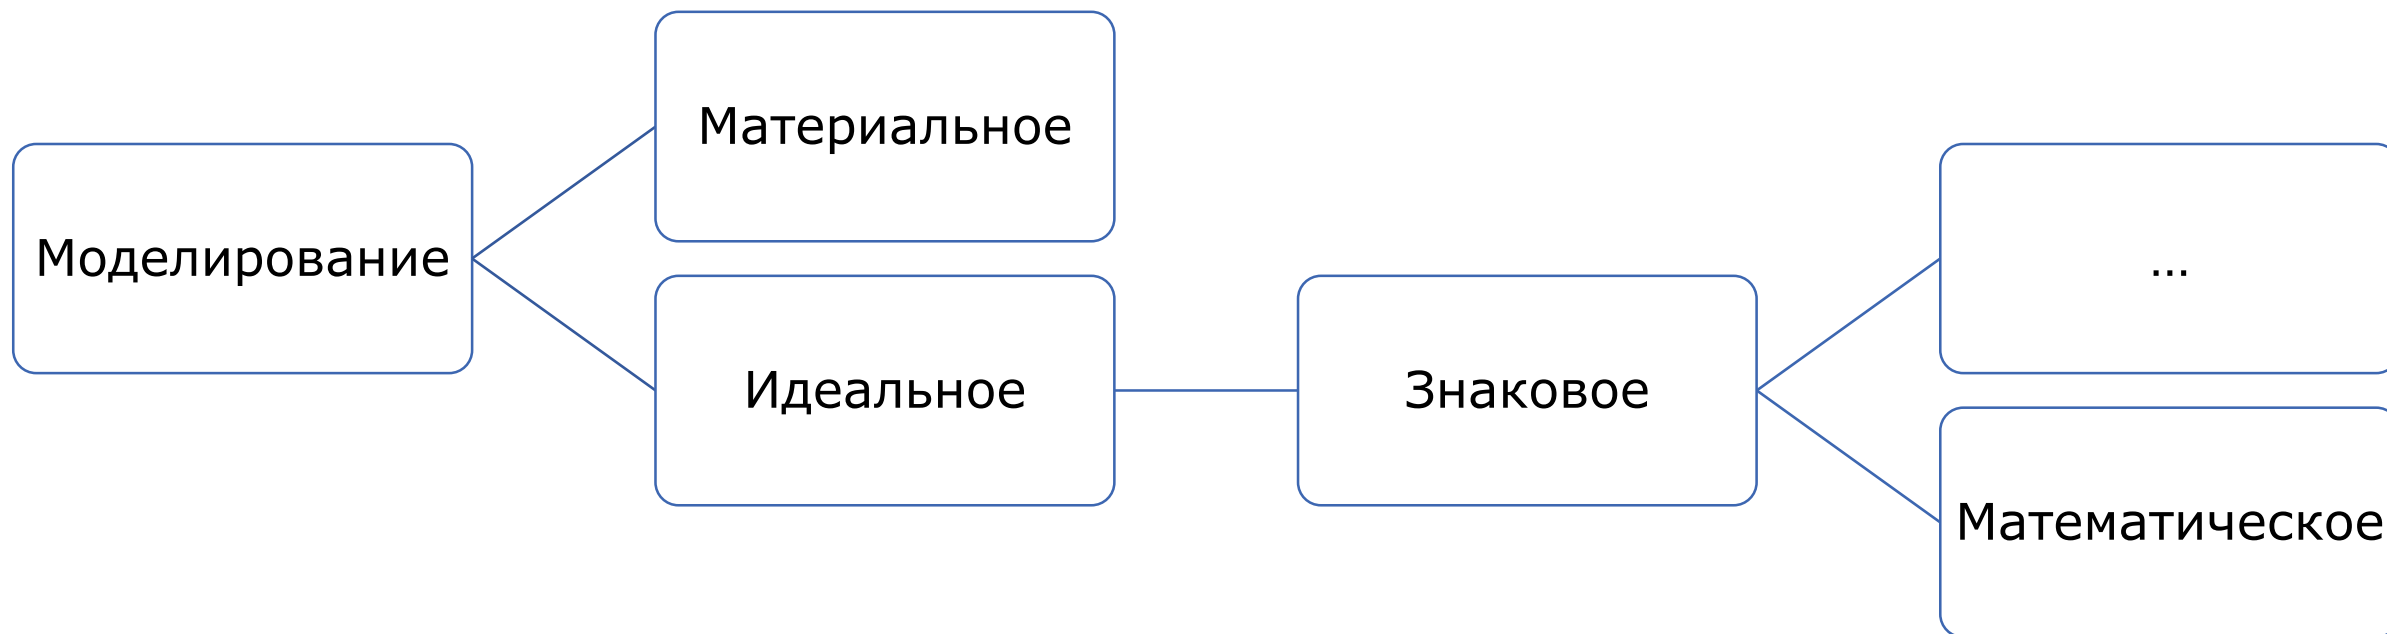 Моделирование
Материальное
Идеальное
Знаковое
...
Математическое